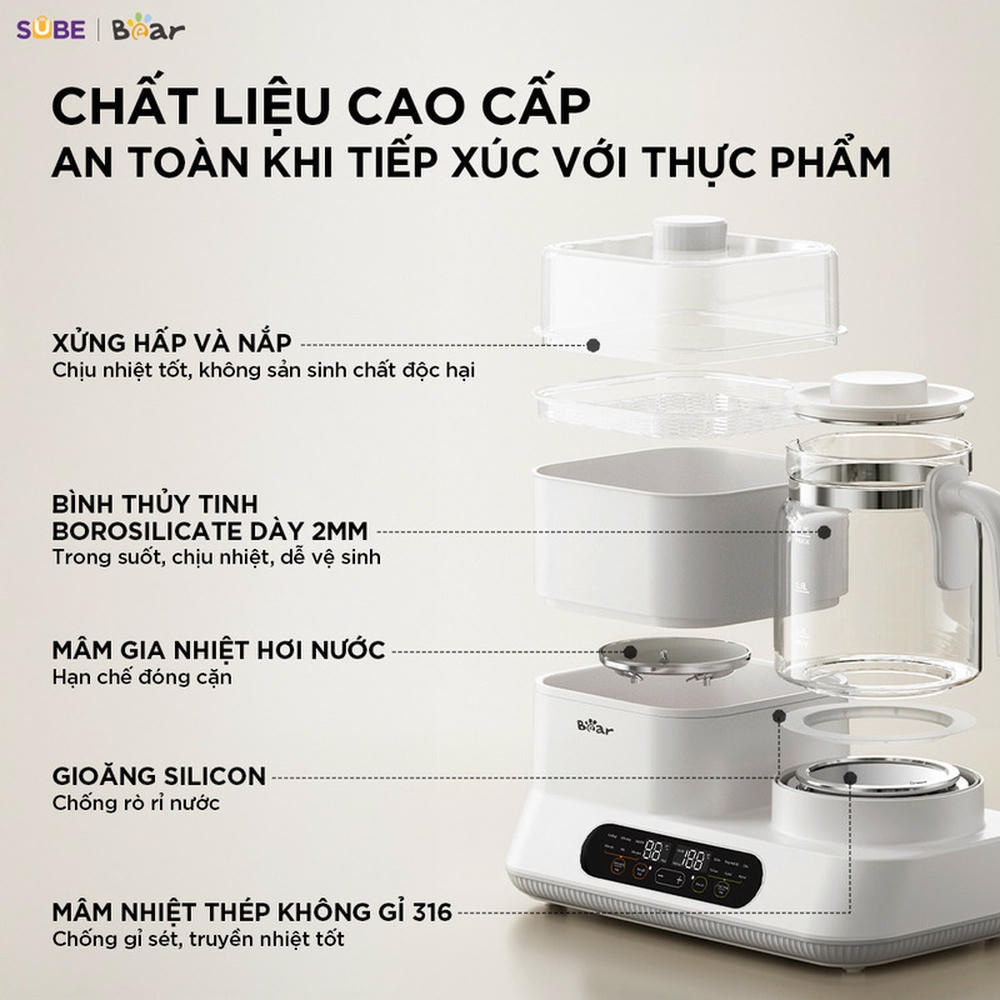 SUBE | Bear
CHẤT LIỆU CAO CẤP
AN TOÀN KHI TIẾP XÚC VỚI THỰC PHẨM
XỬNG HẤP VÀ NẮP
Chịu nhiệt tốt, không sản sinh chất độc hại
BÌNH THỦY TINH
BOROSILICATE DÀY 2MM
Trong suốt, chịu nhiệt, dễ vệ sinh
MÂM GIA NHIỆT HƠI NƯỚC
Hạn chế đóng cặn
Bear
GIOĂNG SILICON
Chống rò rỉ nước
88 188
MÂM NHIỆT THÉP KHÔNG GỈ 316
Chống gỉ sét, truyền nhiệt tốt